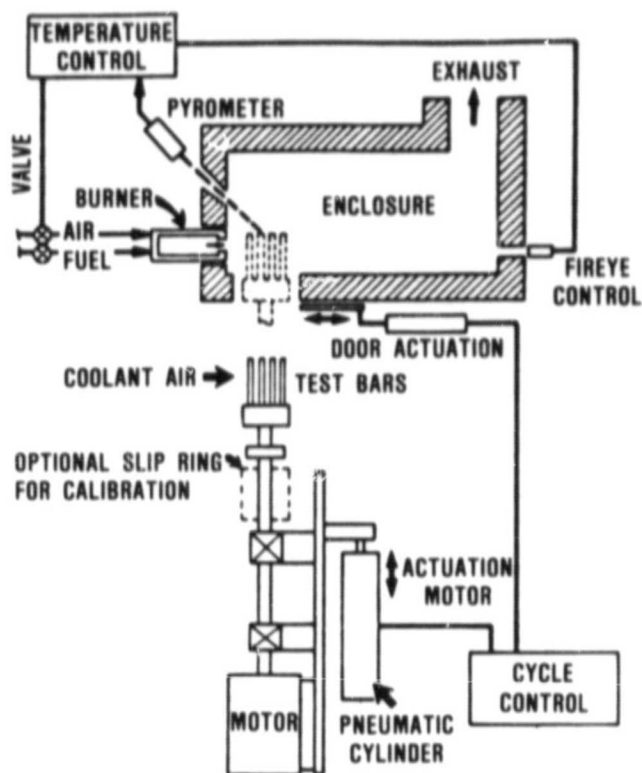 TEMPERATURE
CONTROL
EXHAUST
PYROMETER
VALVE
BURNER
ENCLOSURE
AIR
FUEL
FIREYE
CONTROL
DOOR ACTUATION
COOLANT AIR
TEST BARS
OPTIONAL SLIP RING
FOR CALIBRATION
ACTUATION
MOTOR
CYCLE
CONTROL
MOTOR
PNEUMATIC
CYLINDER